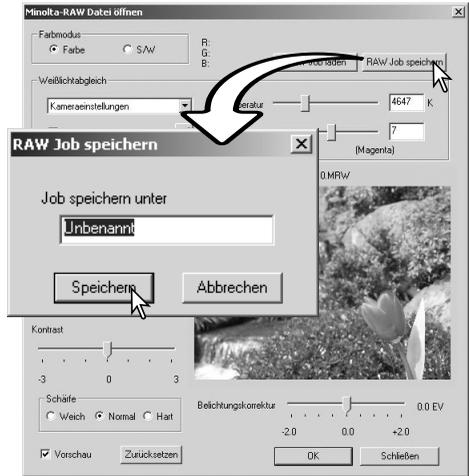 Minolta-RAW Datei öffnen
Farbmodus
Farbe S/W
R:
G:
B:
RAW Job speichern
Weißlichtabgleich
Kameraeinstellungen
4647 K
7
(Magenta)
0.MRW
RAW Job speichern
Job speichern unter
Unbenannt
Speichern Abbrechen
Kontrast
-3 0 3
Schärfe
Weich Normal Hart
Belichtungskorrektur 0.0 EV
-2.0 0.0 +2.0
Vorschau Zurücksetzen OK Schließen